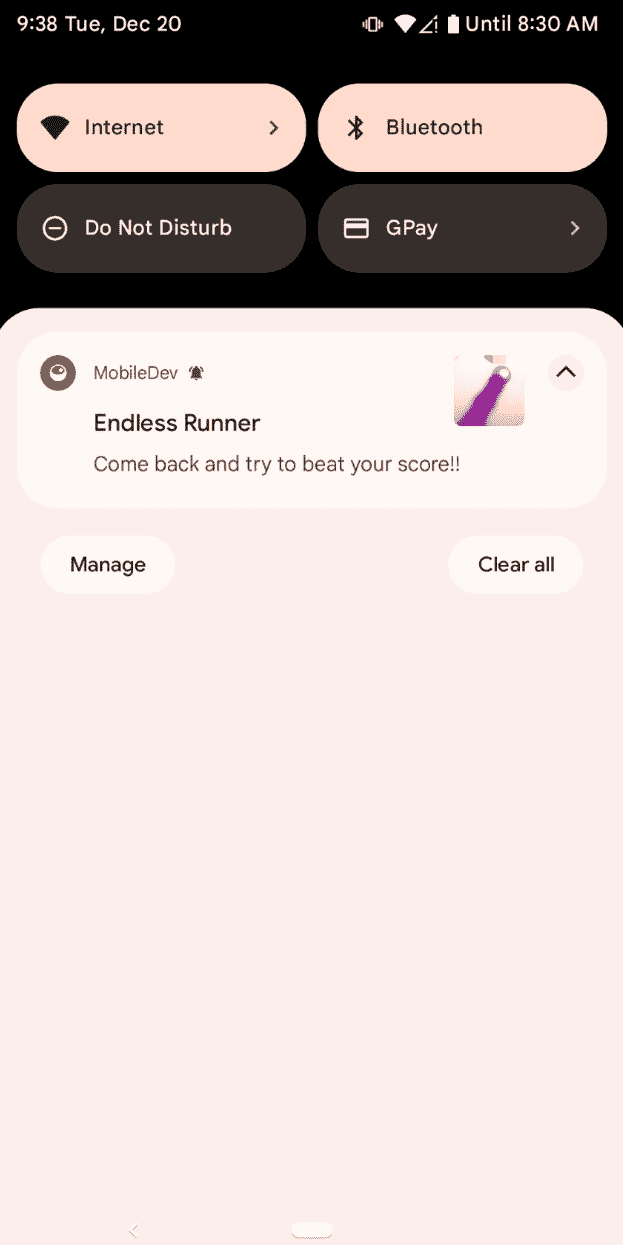 9:38 Tue, Dec 20 Until 8:30 AM
Internet Bluetooth
Do Not Disturb GPay
MobileDev
Endless Runner
Come back and try to beat your score!!
Manage Clear all